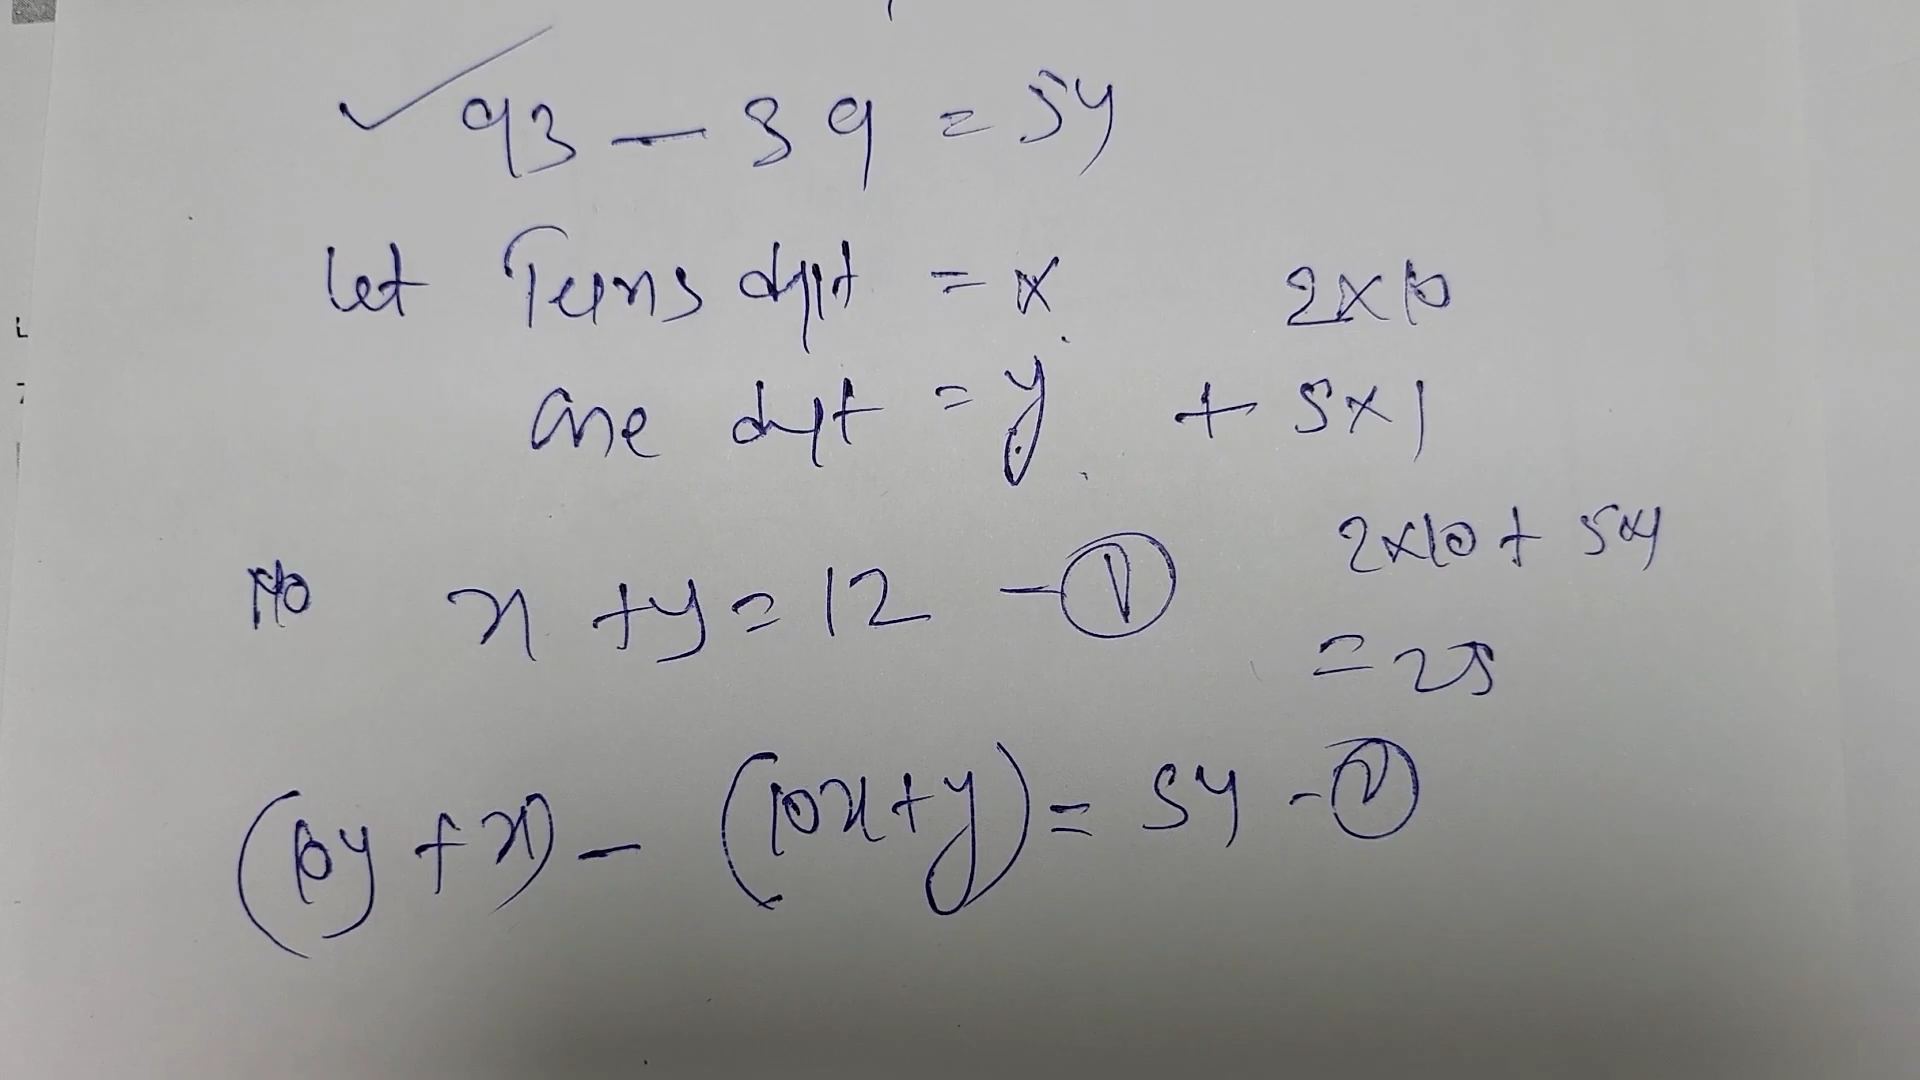 ✓ 93 - 39 = 54
let Tens digit = x
2×10
one digit = y
+ 5×1
x + y = 12 - ①
2×10 + 5×1
= 25
(10y + x) - (10x + y) = 54 - ②